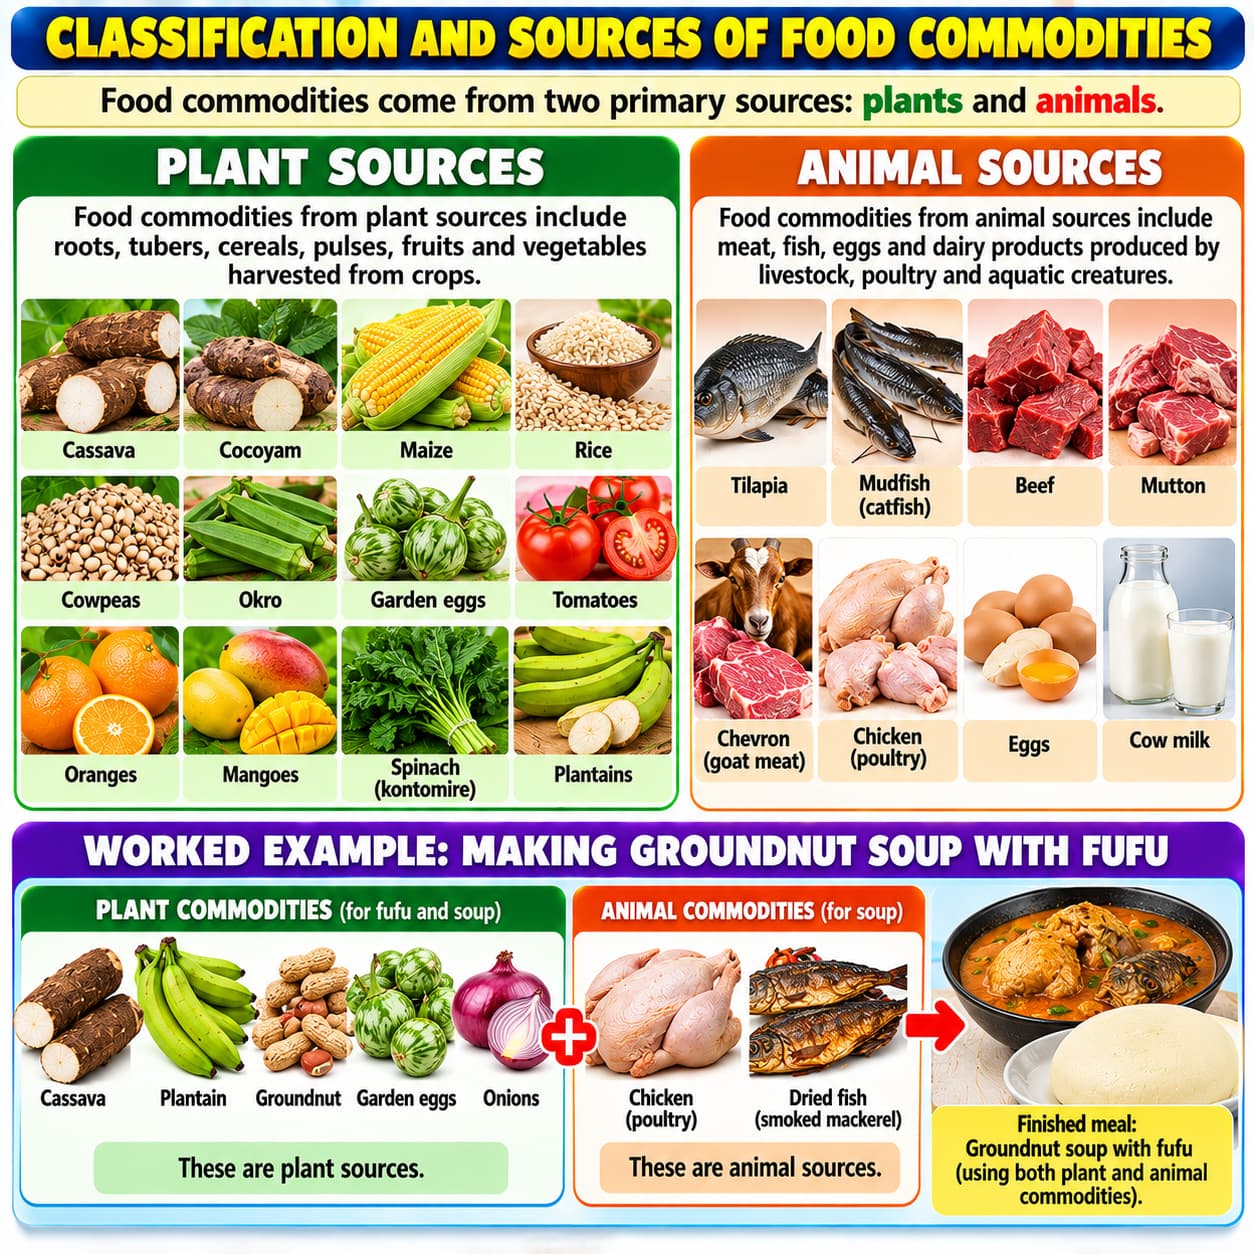 CLASSIFICATION AND SOURCES OF FOOD COMMODITIES
Food commodities come from two primary sources: plants and animals.
PLANT SOURCES
Food commodities from plant sources include
roots, tubers, cereals, pulses, fruits and vegetables
harvested from crops.
Cassava
Cocoyam
Maize
Rice
Cowpeas
Okro
Garden eggs
Tomatoes
Oranges
Mangoes
Spinach
(kontomire)
Plantains
ANIMAL SOURCES
Food commodities from animal sources include
meat, fish, eggs and dairy products produced by
livestock, poultry and aquatic creatures.
Tilapia
Mudfish
(catfish)
Beef
Mutton
Chevron
(goat meat)
Chicken
(poultry)
Eggs
Cow milk
WORKED EXAMPLE: MAKING GROUNDNUT SOUP WITH FUFU
PLANT COMMODITIES (for fufu and soup)
Cassava
Plantain
Groundnut
Garden eggs
Onions
These are plant sources.
ANIMAL COMMODITIES (for soup)
Chicken
(poultry)
Dried fish
(smoked mackerel)
These are animal sources.
Finished meal:
Groundnut soup with fufu
(using both plant and animal
commodities).